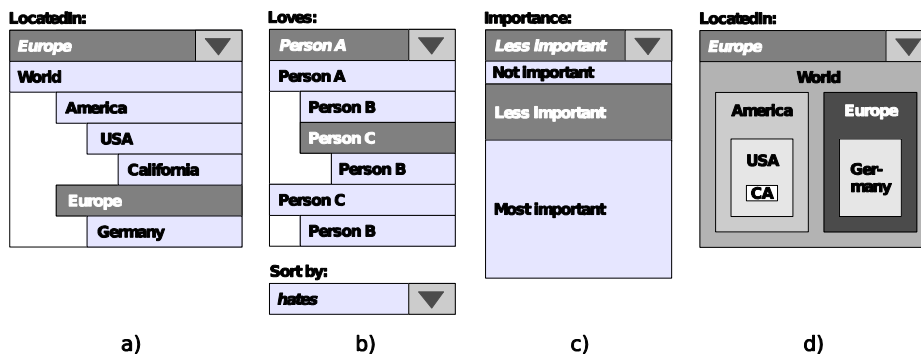 LocatedIn:
Europe
World
America
USA
California
Europe
Germany
a)
Loves:
Person A
Person A
Person B
Person C
Person B
Person C
Person B
Sort by:
hates
b)
Importance:
Less important
Not important
Less Important
Most important
c)
LocatedIn:
Europe
World
America
USA
CA
Europe
Ger-
many
d)